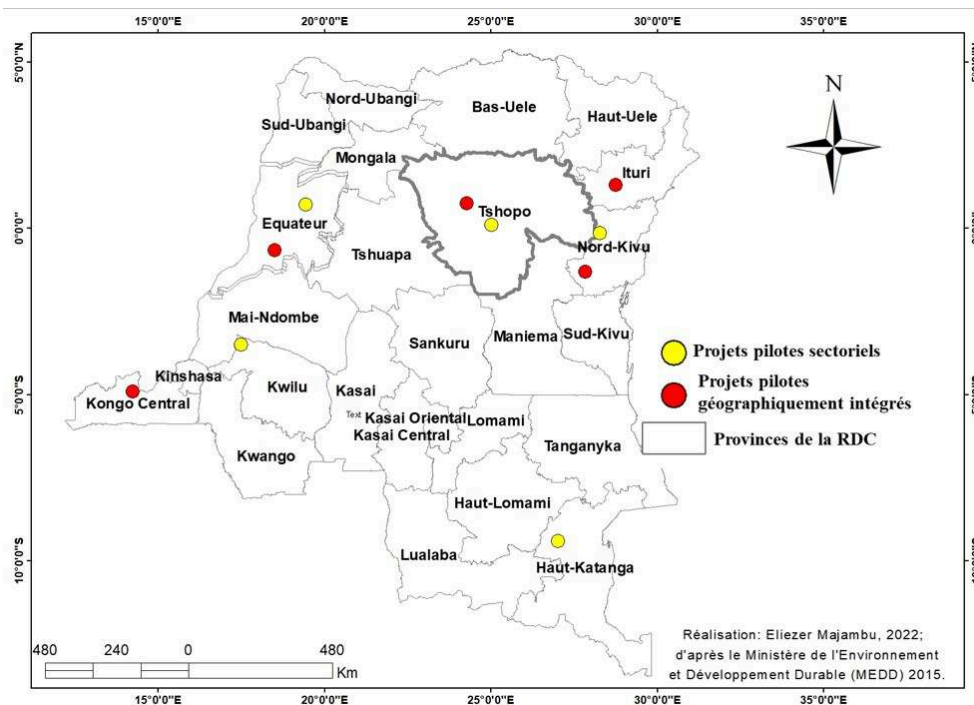 15°0'0"E 20°0'0"E 25°0'0"E 30°0'0"E 35°0'0"E
5°0'0"N
0°0'0"
5°0'0"S
10°0'0"S
N
Nord-Ubangi
Bas-Uele
Haut-Uele
Sud-Ubangi
Mongala
Ituri
Tshopo
Equateur
Nord-Kivu
Tshuapa
Mai-Ndombe
Sankuru
Maniema
Sud-Kivu
Kinshasa
Kongo Central
Kwilu
Kasai
Text
Kasai Oriental
Lomami
Kasai Central
Kwango
Tanganyka
Haut-Lomami
Lualaba
Haut-Katanga
Projets pilotes sectoriels
Projets pilotes
géographiquement intégrés
Provinces de la RDC
480 240 0 480
Km
Réalisation: Eliezer Majambu, 2022;
d'après le Ministère de l'Environnement
et Développement Durable (MEDD) 2015.
15°0'0"E 20°0'0"E 25°0'0"E 30°0'0"E 35°0'0"E